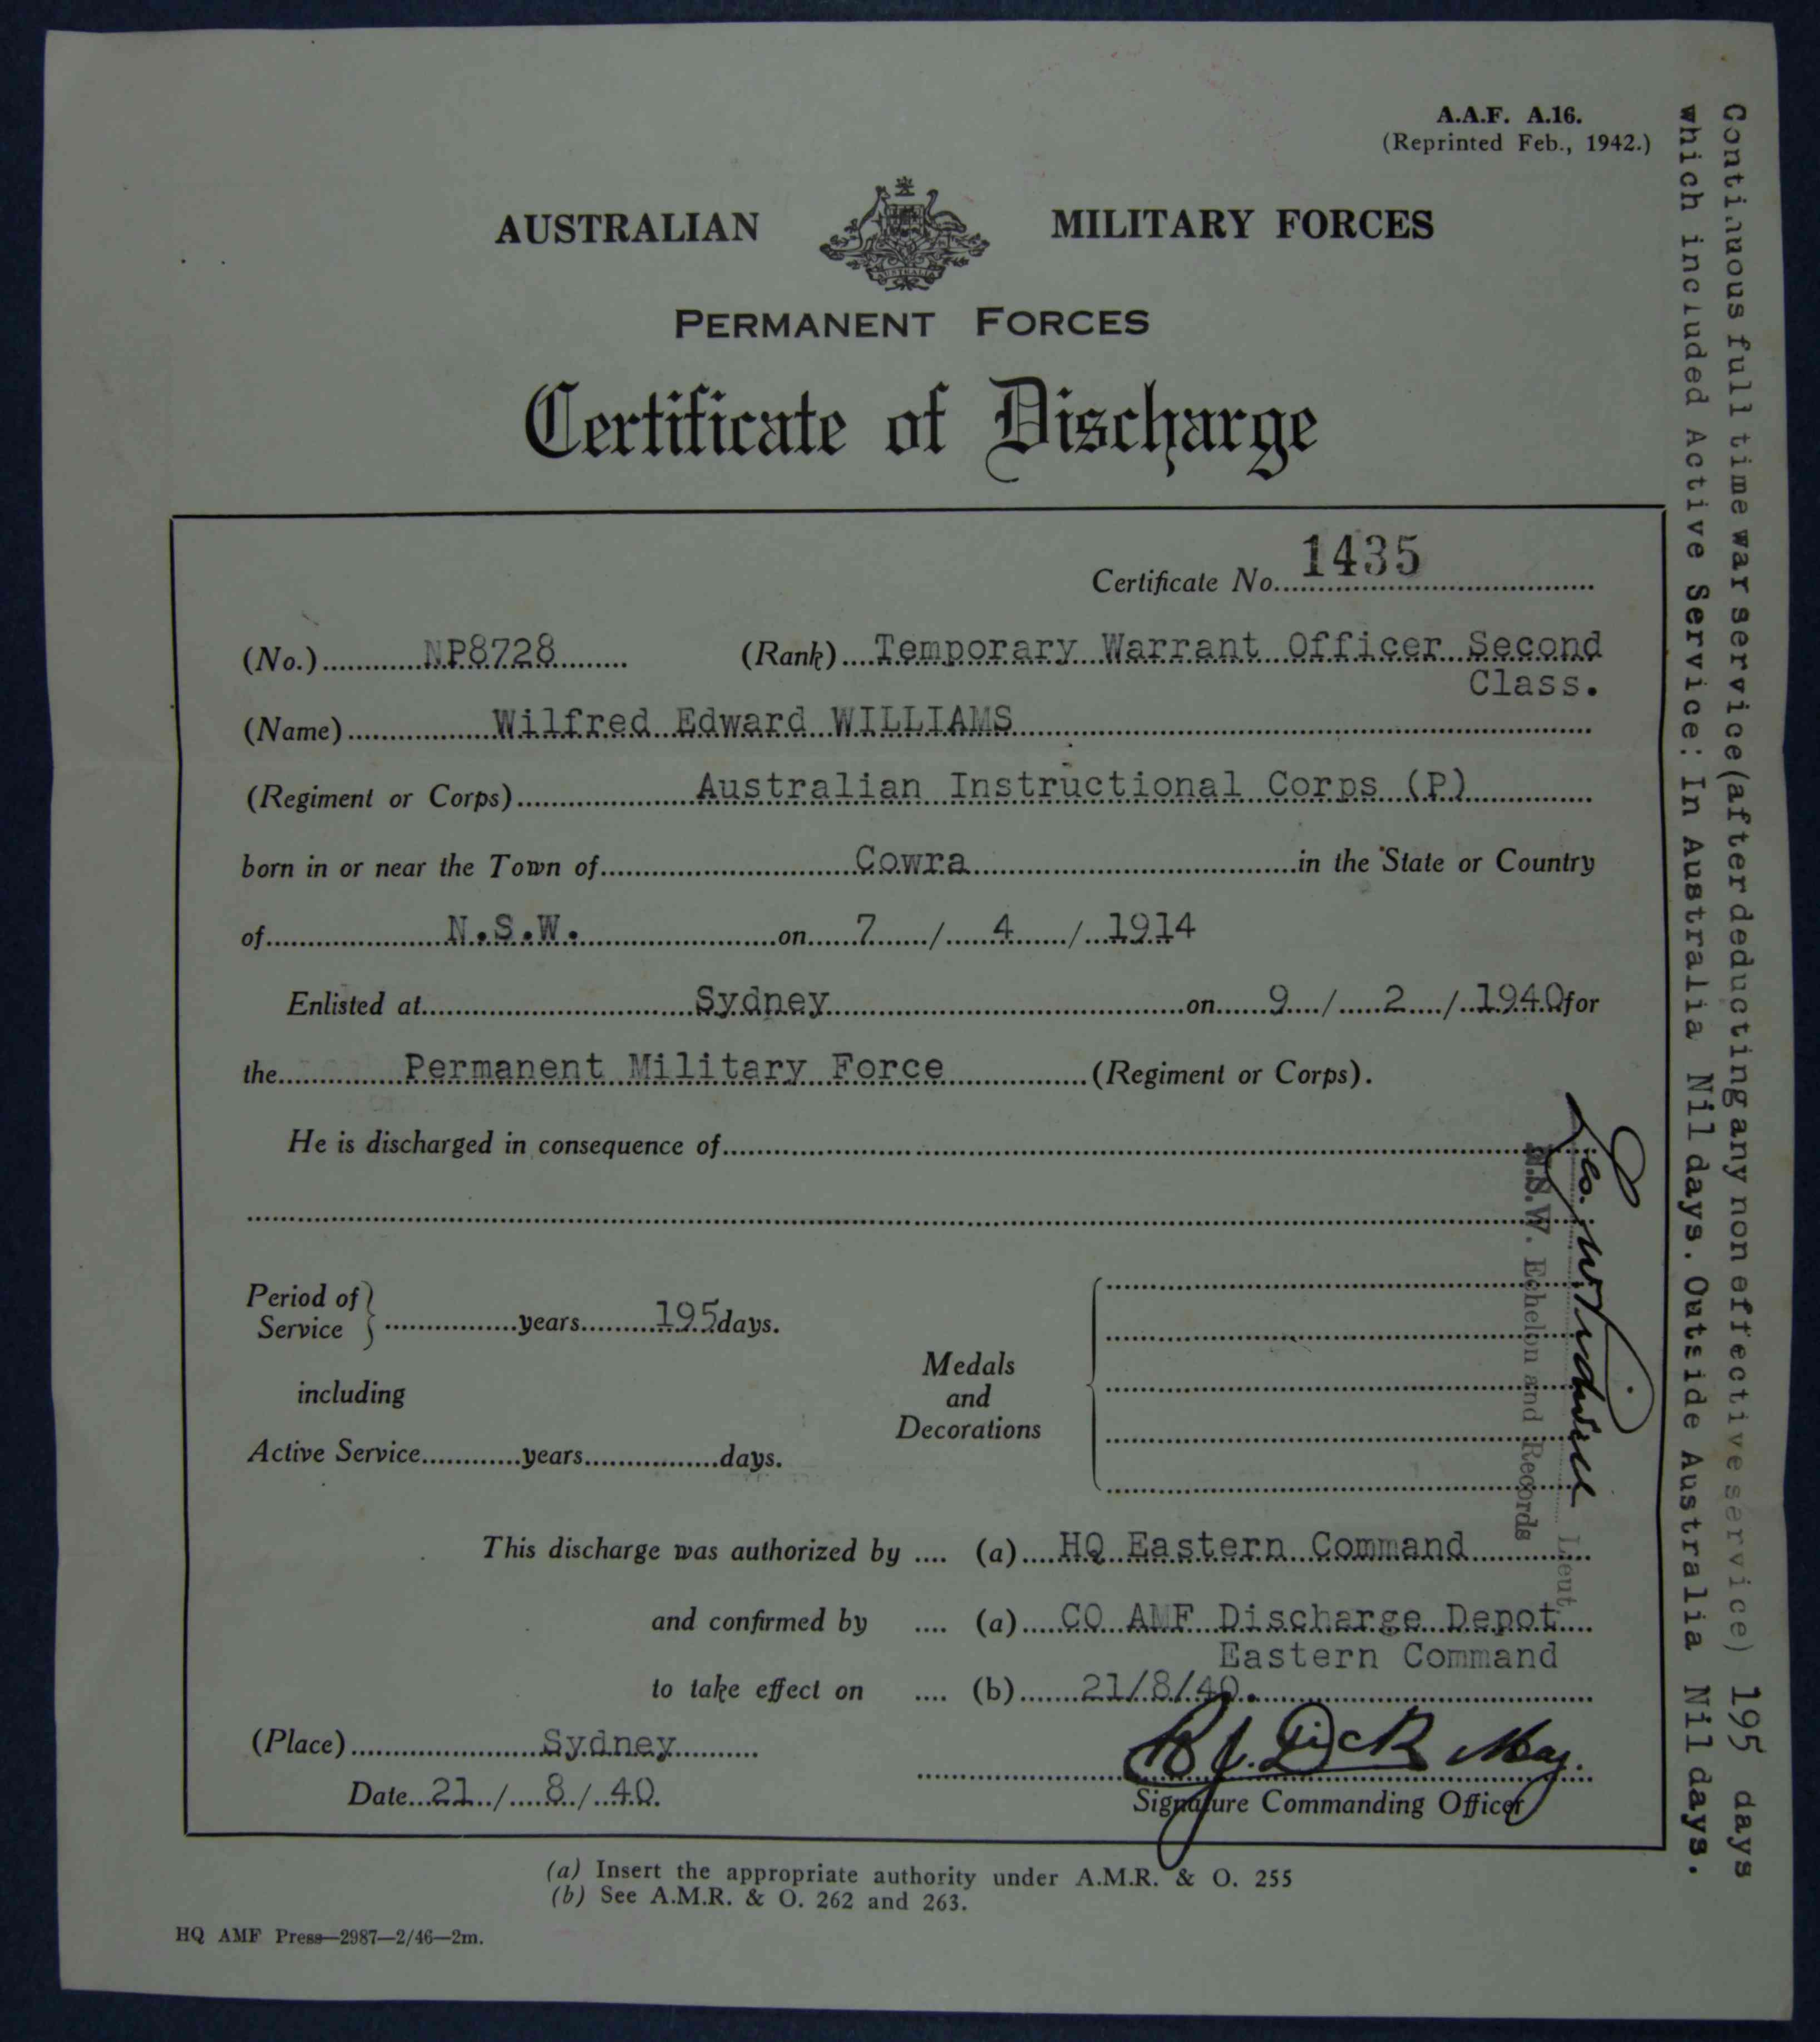 A.A.F. A.16.
(Reprinted Feb., 1942.)
AUSTRALIAN MILITARY FORCES
AUSTRALIA
PERMANENT FORCES
Certificate of Discharge
Certificate No. 1435
(No.) NP8728 (Rank) Temporary Warrant Officer Second
Class.
(Name) Wilfred Edward WILLIAMS
(Regiment or Corps) Australian Instructional Corps (P)
born in or near the Town of Cowra in the State or Country
of N.S.W. on 7 / 4 / 1914
Enlisted at Sydney on 9 / 2 / 1940 for
the Permanent Military Force (Regiment or Corps).
He is discharged in consequence of
Period of
Service } years 195 days.
including
Active Service years days.
Medals
and
Decorations
This discharge was authorized by .... (a) HQ Eastern Command
and confirmed by .... (a) CO AMF Discharge Depot
Eastern Command
to take effect on .... (b) 21/8/40.
(Place) Sydney
Date 21 / 8 / 40.
R J. Dick Maj.
Signature Commanding Officer
(a) Insert the appropriate authority under A.M.R. & O. 255
(b) See A.M.R. & O. 262 and 263.
HQ AMF Press—2987—2/46—2m.
Continuous full time war service (after deducting any non effective service) 195 days
which included Active Service: In Australia Nil days. Outside Australia Nil days.
Lieut.
N.S.W. Echelon and Records